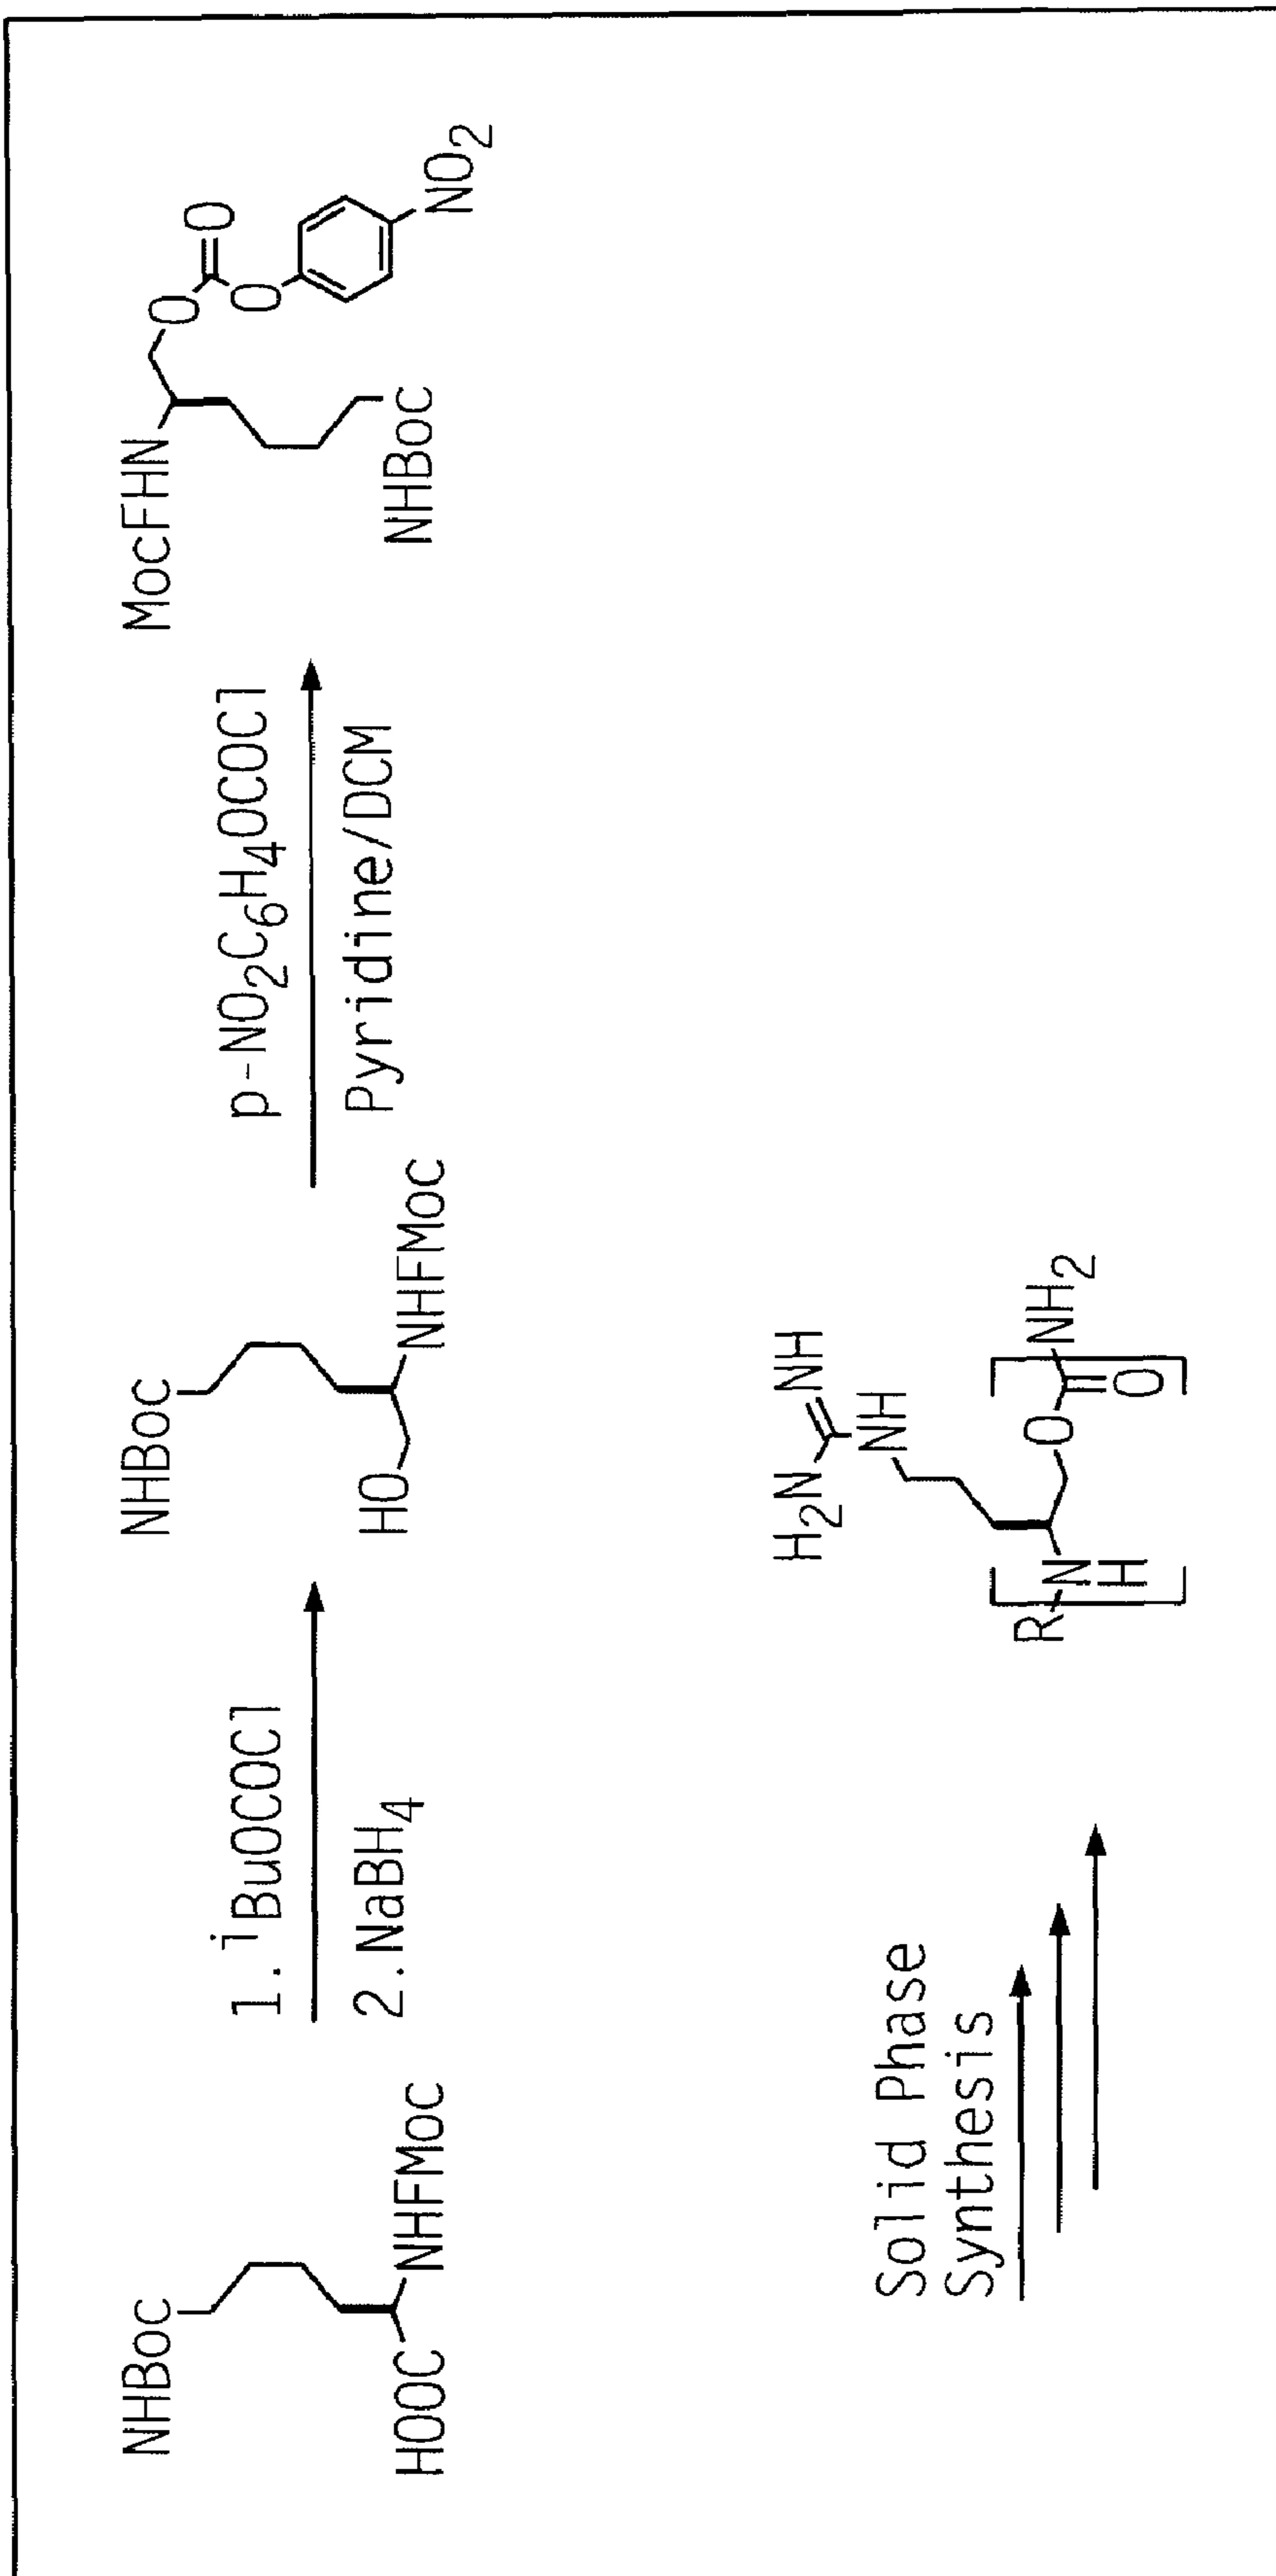 NHBoc
HOOC
NHFMoc
1.iBuOCOCl
2.NaBH4
NHBoc
HO
NHFMoc
p-NO2C6H4OCOCl
Pyridine/DCM
MocFHN
O
O
O
NO2
NHBoc
Solid Phase
Synthesis
H2N
NH
NH
R
N
H
O
O
NH2